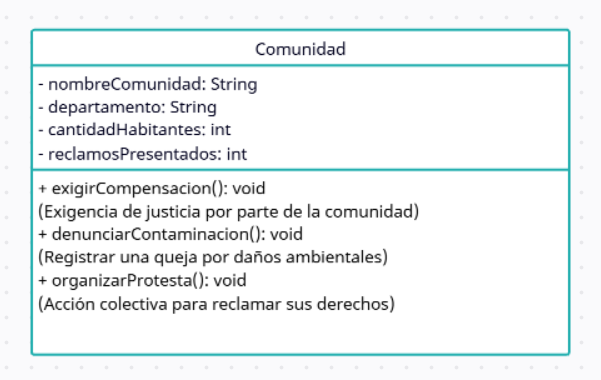 Comunidad
- nombreComunidad: String
- departamento: String
- cantidadHabitantes: int
- reclamosPresentados: int
+ exigirCompensacion(): void
(Exigencia de justicia por parte de la comunidad)
+ denunciarContaminacion(): void
(Registrar una queja por daños ambientales)
+ organizarProtesta(): void
(Acción colectiva para reclamar sus derechos)